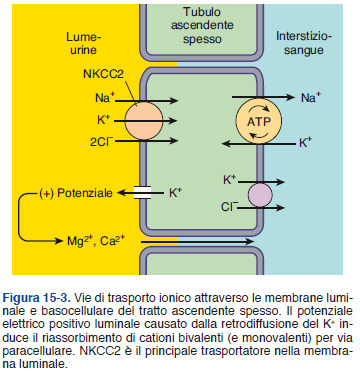 Lume-
urine
Tubulo
ascendente
spesso
Interstizio-
sangue
NKCC2
Na+
K+
2Cl–
ATP
Na+
K+
(+) Potenziale
K+
K+
Cl–
Mg2+, Ca2+
Figura 15-3. Vie di trasporto ionico attraverso le membrane lumi-
nale e basocellulare del tratto ascendente spesso. Il potenziale
elettrico positivo luminale causato dalla retrodiffusione del K+ in-
duce il riassorbimento di cationi bivalenti (e monovalenti) per via
paracellulare. NKCC2 è il principale trasportatore nella membra-
na luminale.